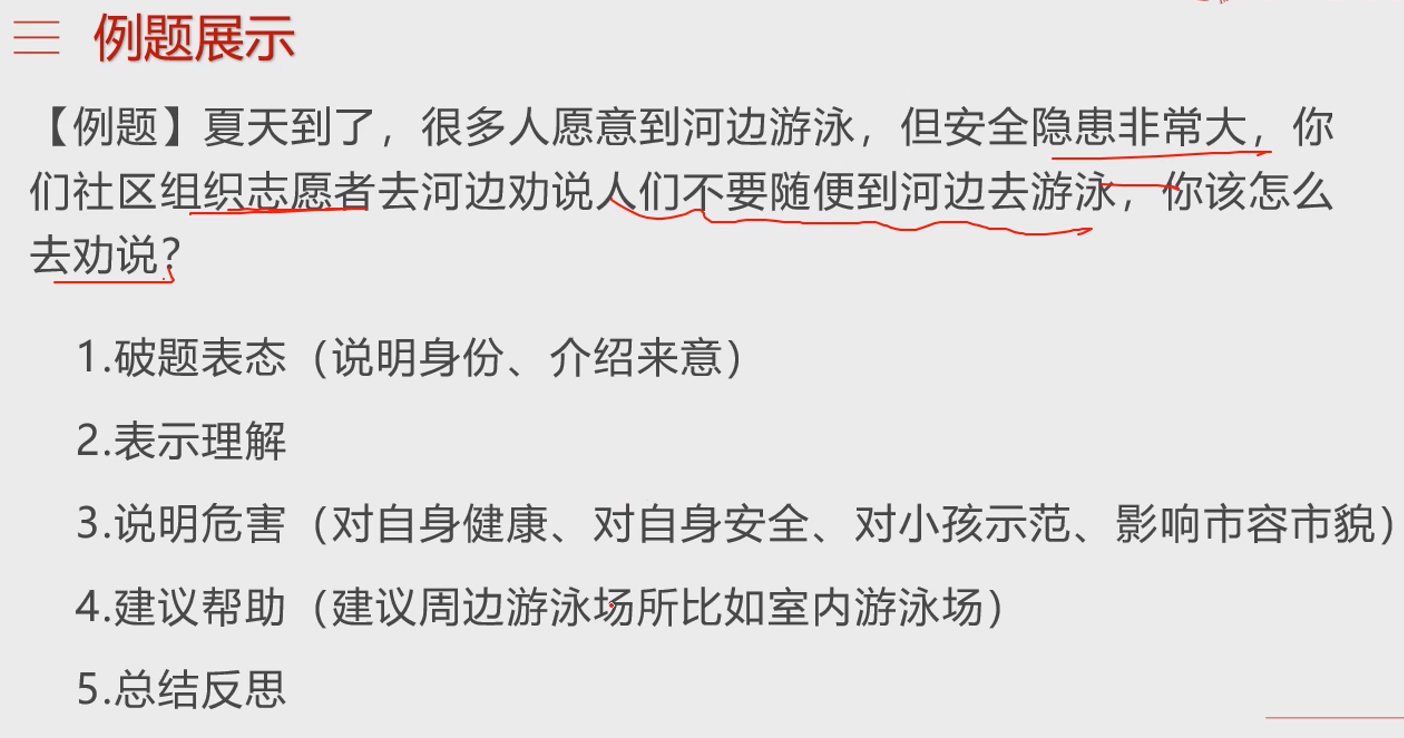 例题展示
【例题】夏天到了，很多人愿意到河边游泳，但安全隐患非常大，你
们社区组织志愿者去河边劝说人们不要随便到河边去游泳，你该怎么
去劝说？
1.破题表态（说明身份、介绍来意）
2.表示理解
3.说明危害（对自身健康、对自身安全、对小孩示范、影响市容市貌）
4.建议帮助（建议周边游泳场所比如室内游泳场）
5.总结反思